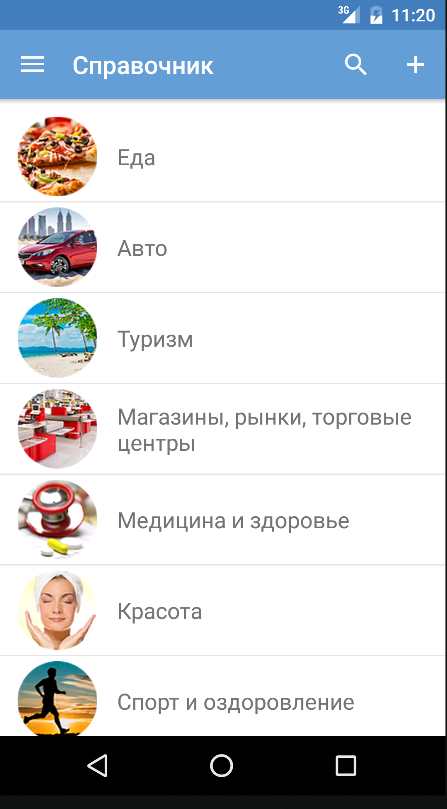 3G 11:20
Справочник
Еда
Авто
Туризм
Магазины, рынки, торговые
центры
Медицина и здоровье
Красота
Спорт и оздоровление